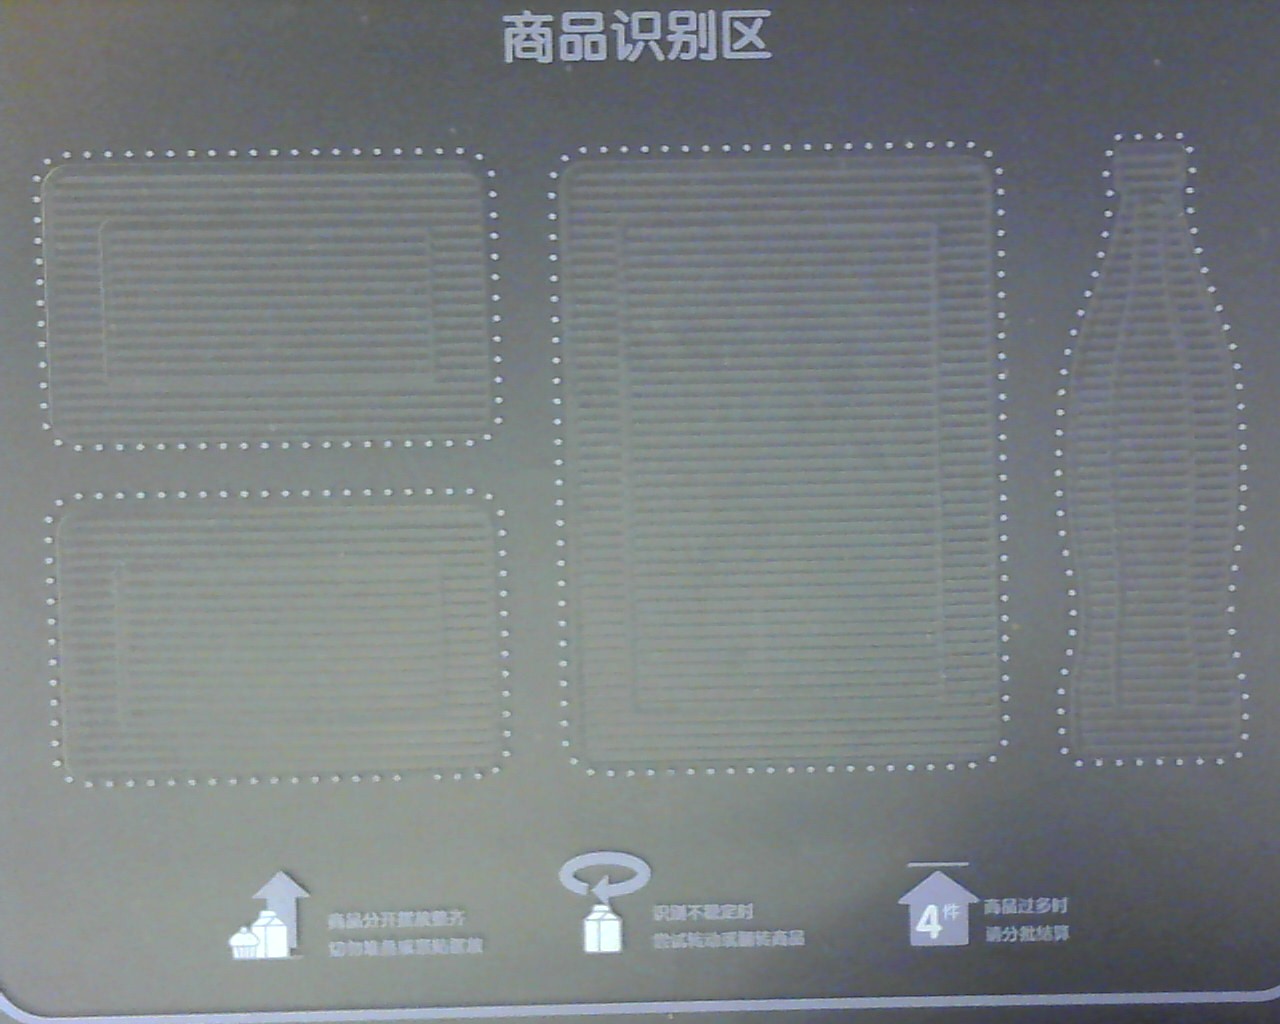 商品识别区
商品分开摆放整齐
切勿堆叠或紧贴摆放
识别不稳定时
尝试转动或翻转商品
4件
商品过多时
请分批结算